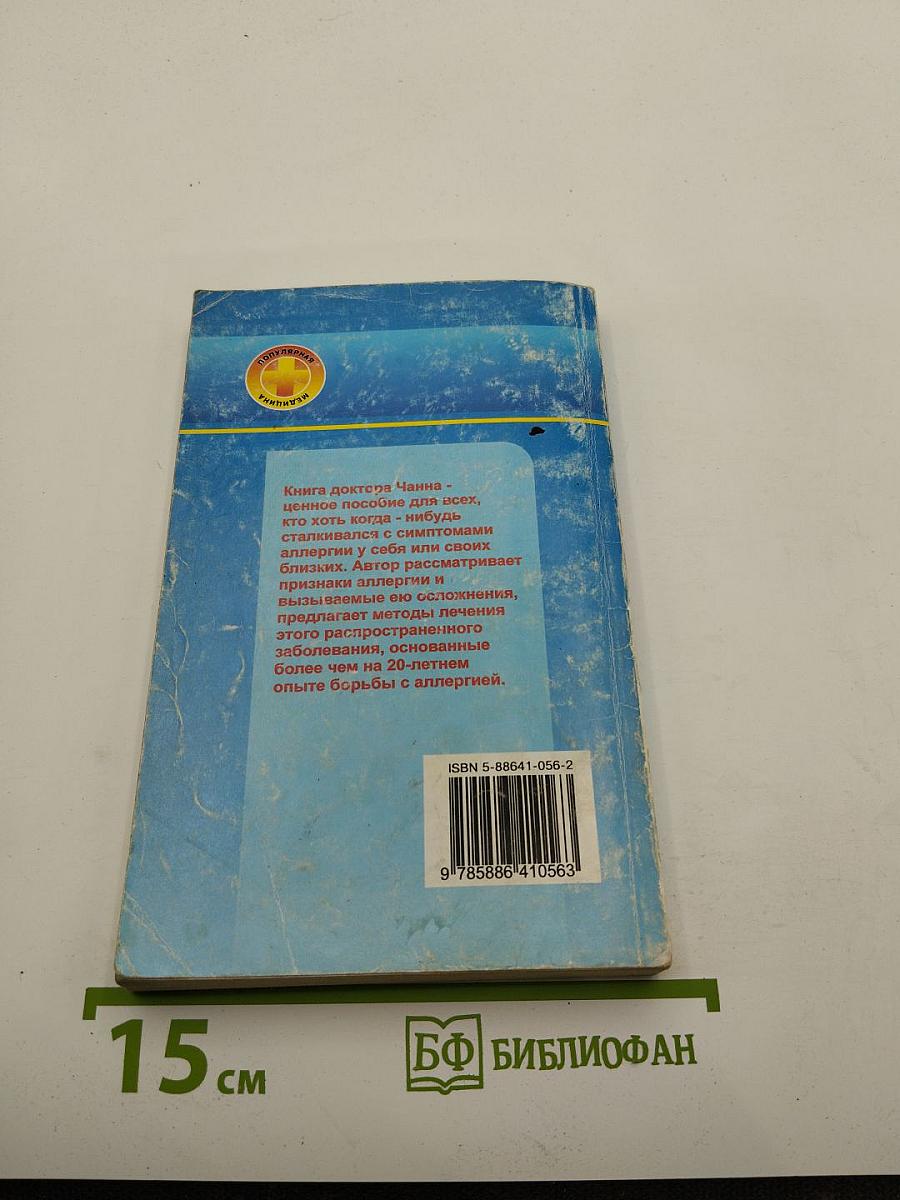 ПОПУЛЯРНАЯ
МЕДИЦИНА
Книга доктора Чанна -
ценное пособие для всех,
кто хоть когда - нибудь
сталкивался с симптомами
аллергии у себя или своих
близких. Автор рассматривает
признаки аллергии и
вызываемые ею осложнения,
предлагает методы лечения
этого распространенного
заболевания, основанные
более чем на 20-летнем
опыте борьбы с аллергией.
ISBN 5-88641-056-2
9 785886 410563
15 см
БФ БИБЛИОФАН